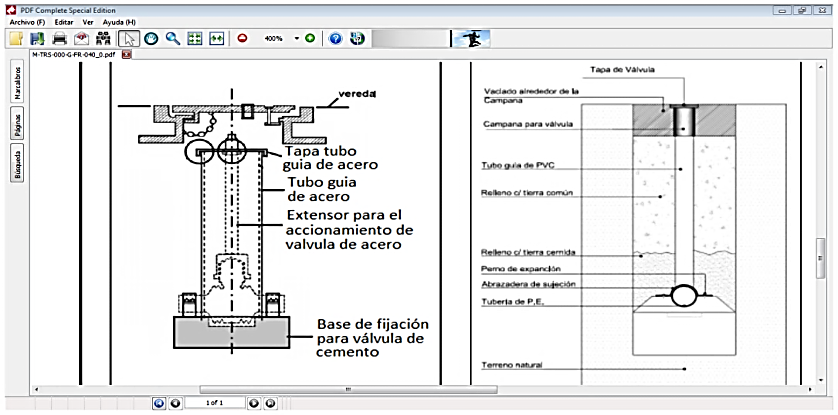 PDF Complete Special Edition
Archivo (F) Editar Ver Ayuda (H)
400%
M-TRS-000-G-PR-040_0.pdf
Marcalibros
Páginas
Búsqueda
vereda
Tapa tubo
guia de acero
Tubo guia
de acero
Extensor para el
accionamiento de
valvula de acero
Base de fijación
para válvula de
cemento
Tapa de Válvula
Vaciado alrededor de la
Campana
Campana para válvula
Tubo guia de PVC
Relleno c/ tierra común
Relleno c/ tierra cernida
Perno de expanción
Abrazadera de sujeción
Tubería de P.E.
Terreno natural
1 of 1